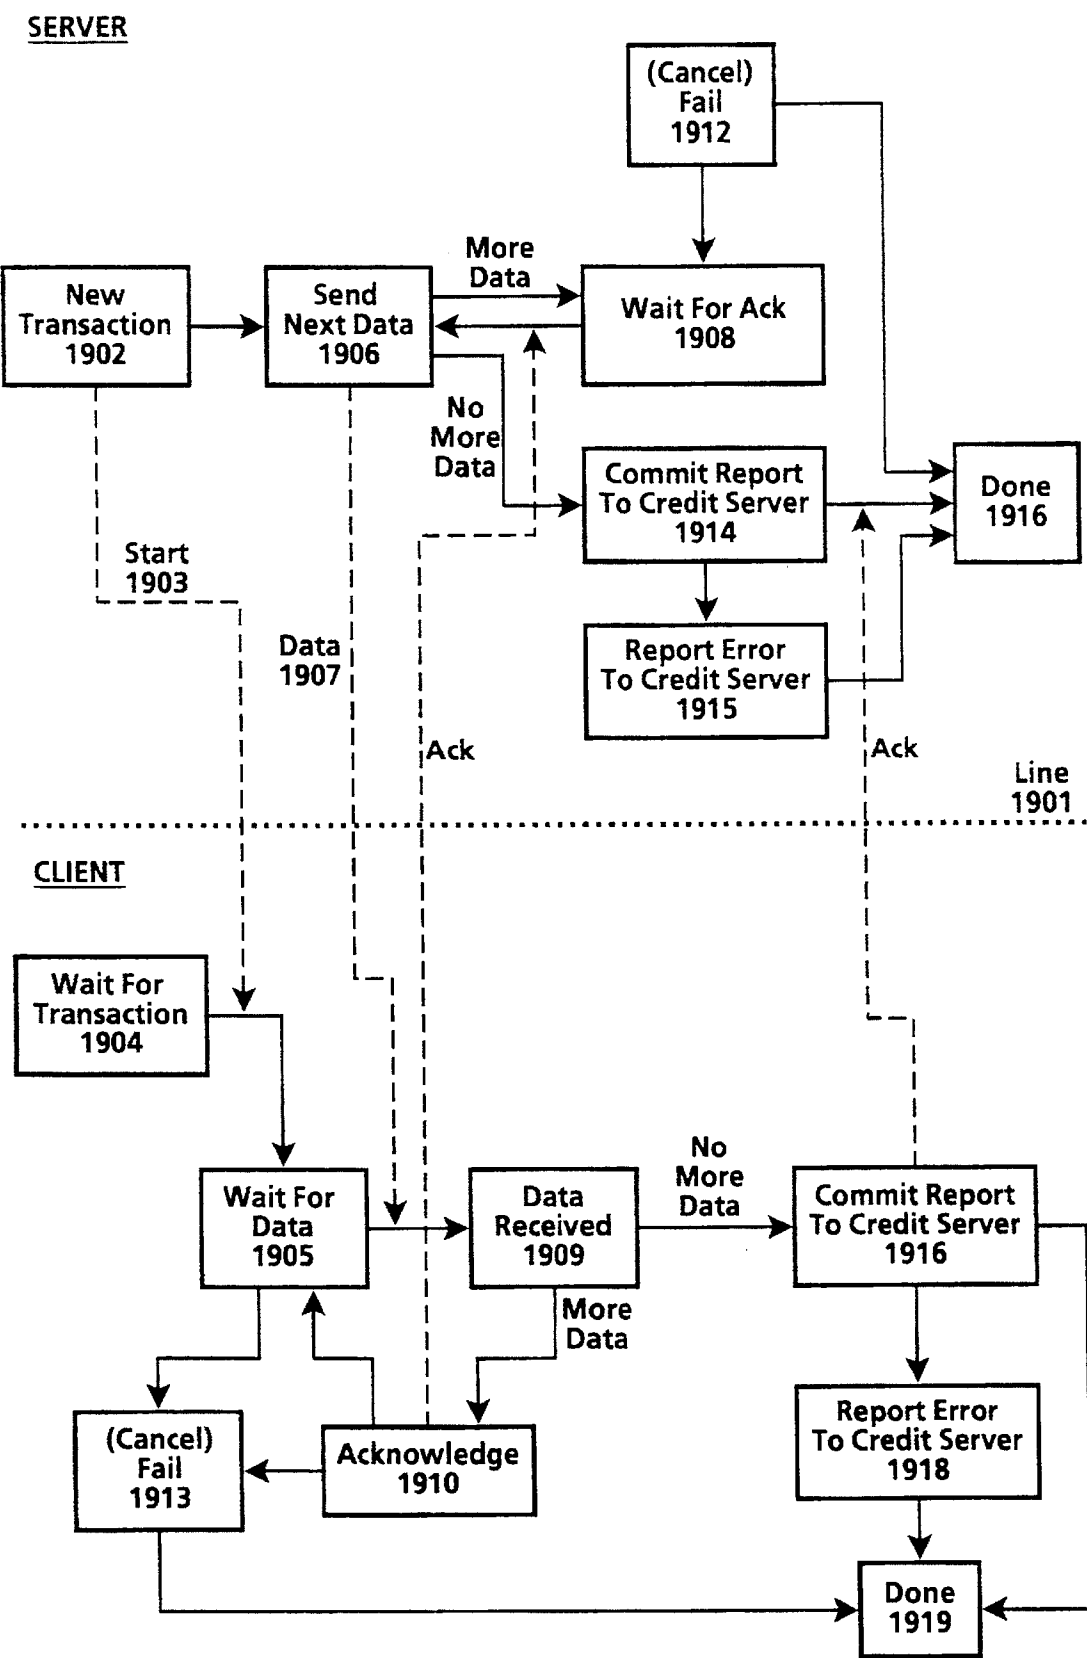 SERVER
(Cancel)
Fail
1912
More
Data
New
Transaction
1902
Send
Next Data
1906
Wait For Ack
1908
No
More
Data
Commit Report
To Credit Server
1914
Done
1916
Start
1903
Data
1907
Report Error
To Credit Server
1915
Ack
Ack
Line
1901
CLIENT
Wait For
Transaction
1904
Wait For
Data
1905
Data
Received
1909
No
More
Data
Commit Report
To Credit Server
1916
More
Data
(Cancel)
Fail
1913
Acknowledge
1910
Report Error
To Credit Server
1918
Done
1919